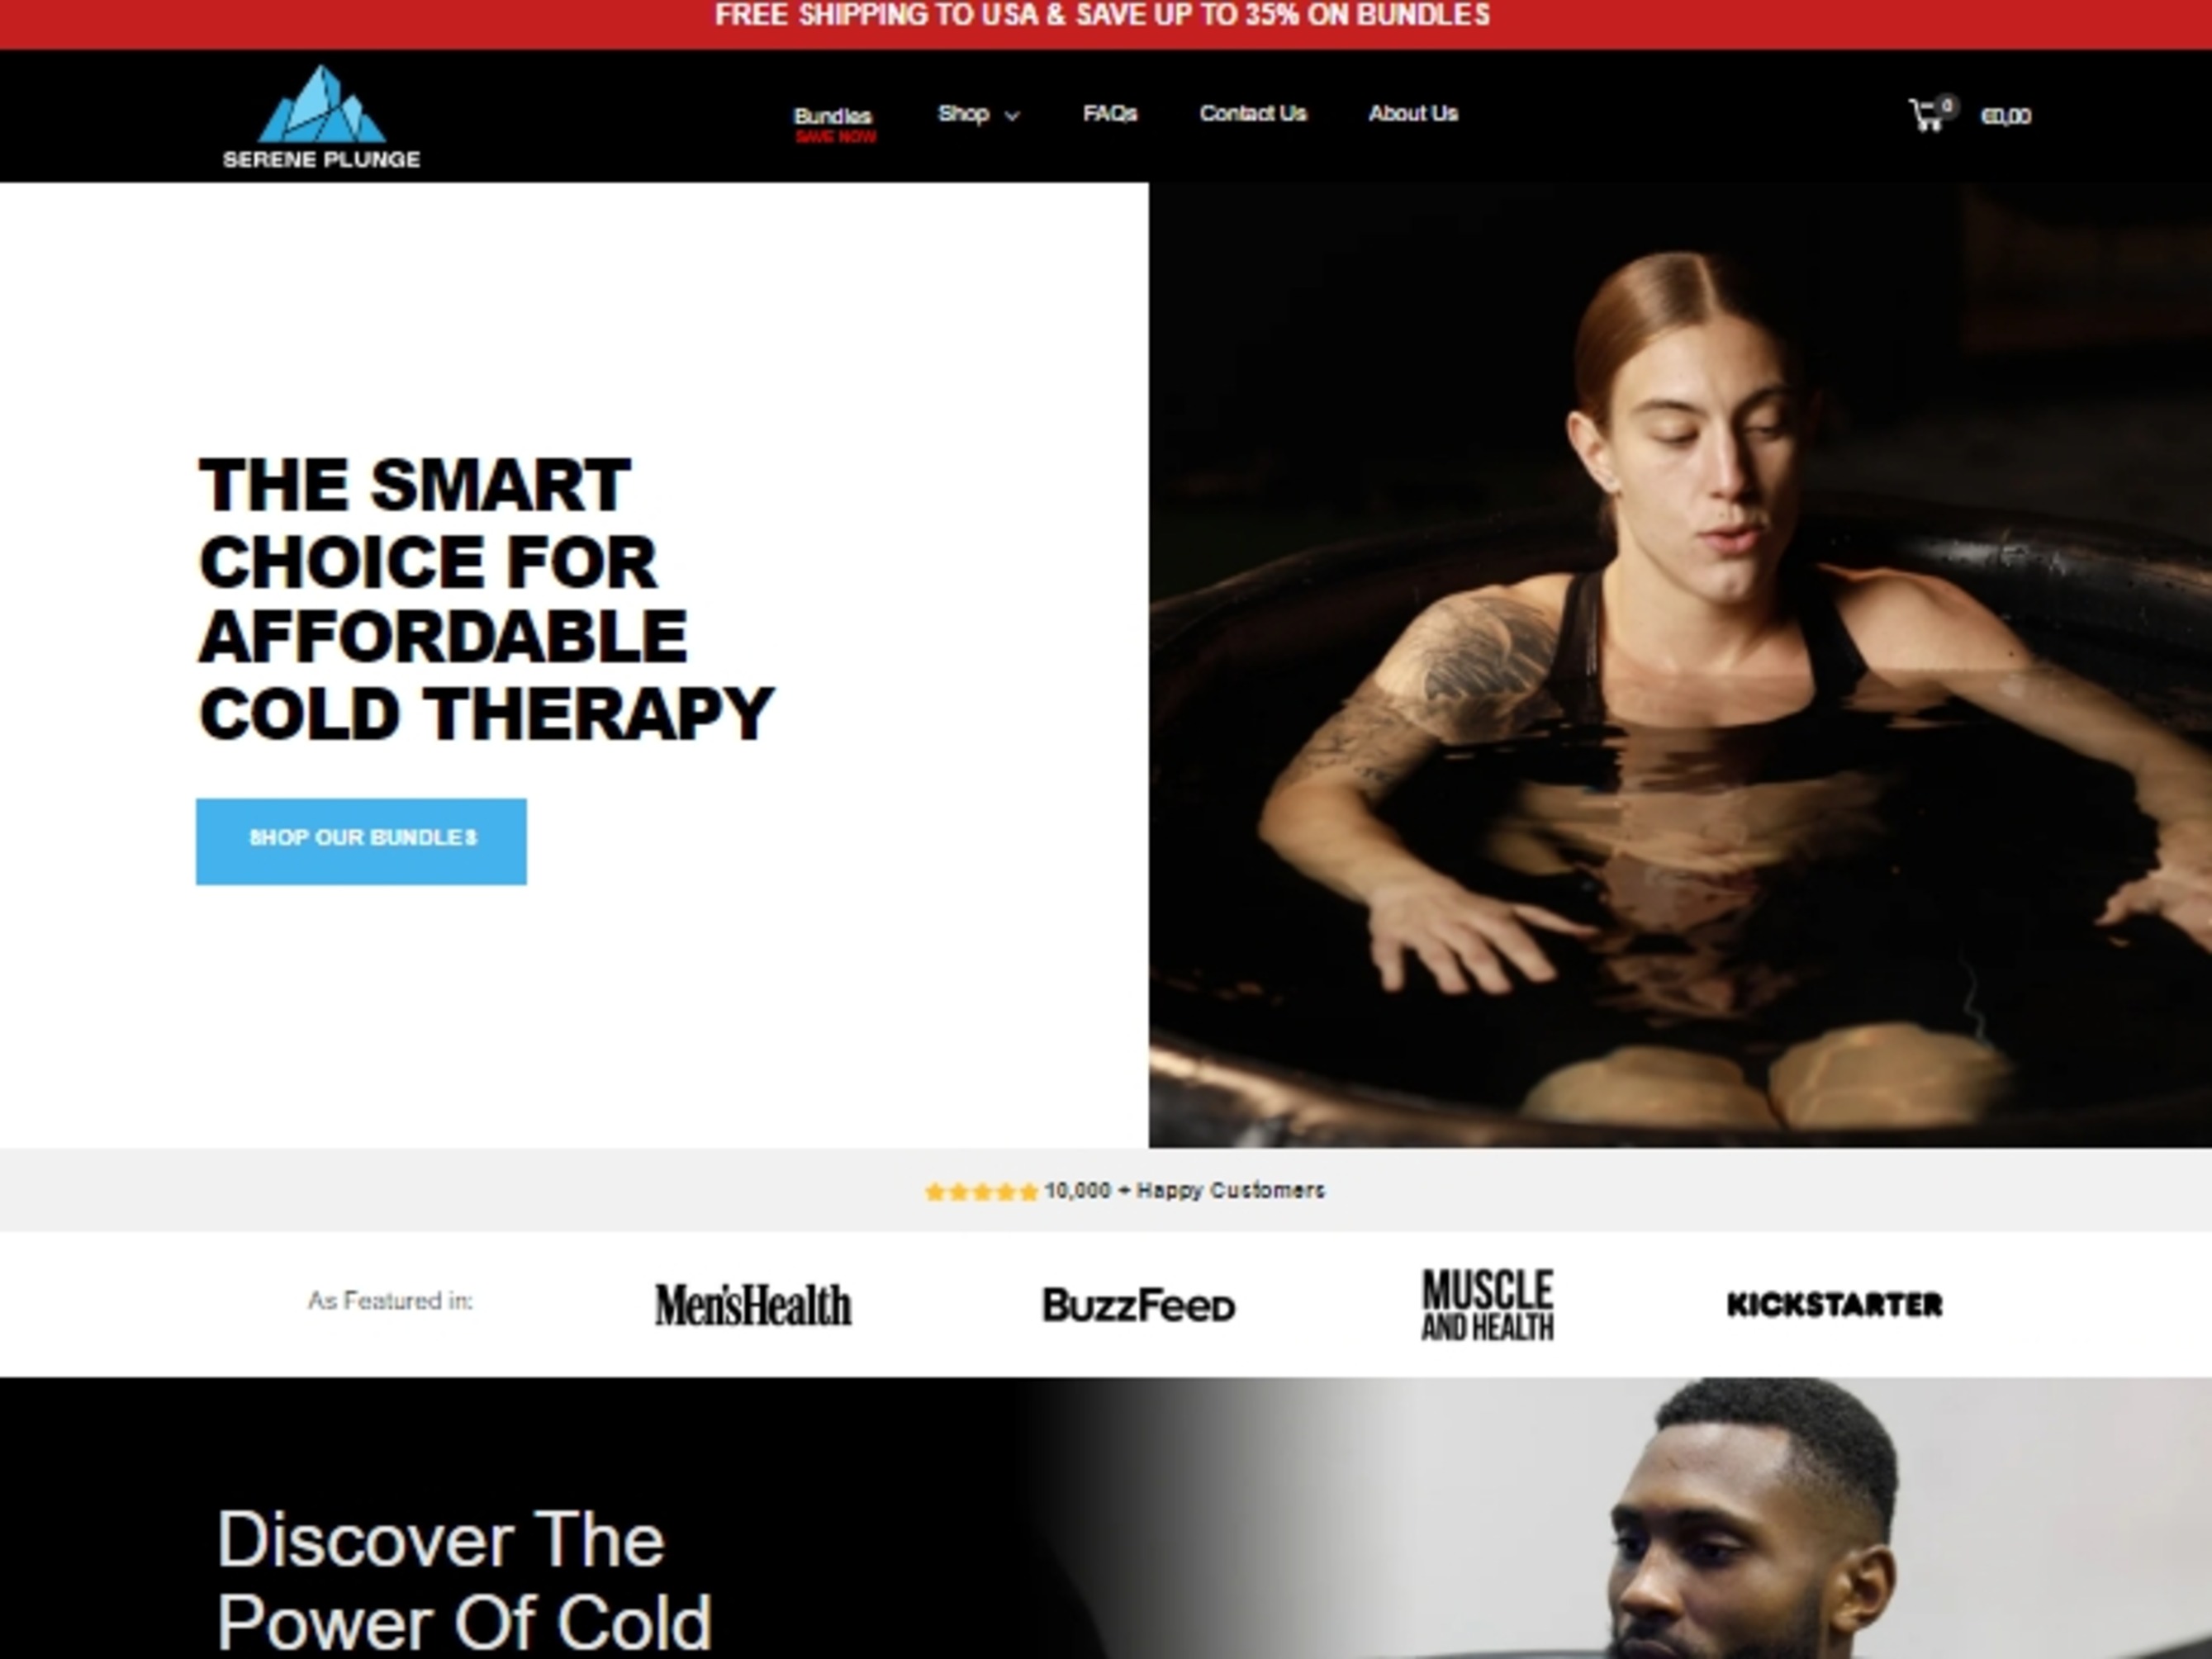 FREE SHIPPING TO USA & SAVE UP TO 35% ON BUNDLES
SERENE PLUNGE
Bundles
SAVE NOW
Shop
FAQs
Contact Us
About Us
0
€0,00
THE SMART
CHOICE FOR
AFFORDABLE
COLD THERAPY
SHOP OUR BUNDLES
10,000 + Happy Customers
As Featured in:
Men'sHealth
BuzzFeeD
MUSCLE
AND HEALTH
KICKSTARTER
Discover The
Power Of Cold